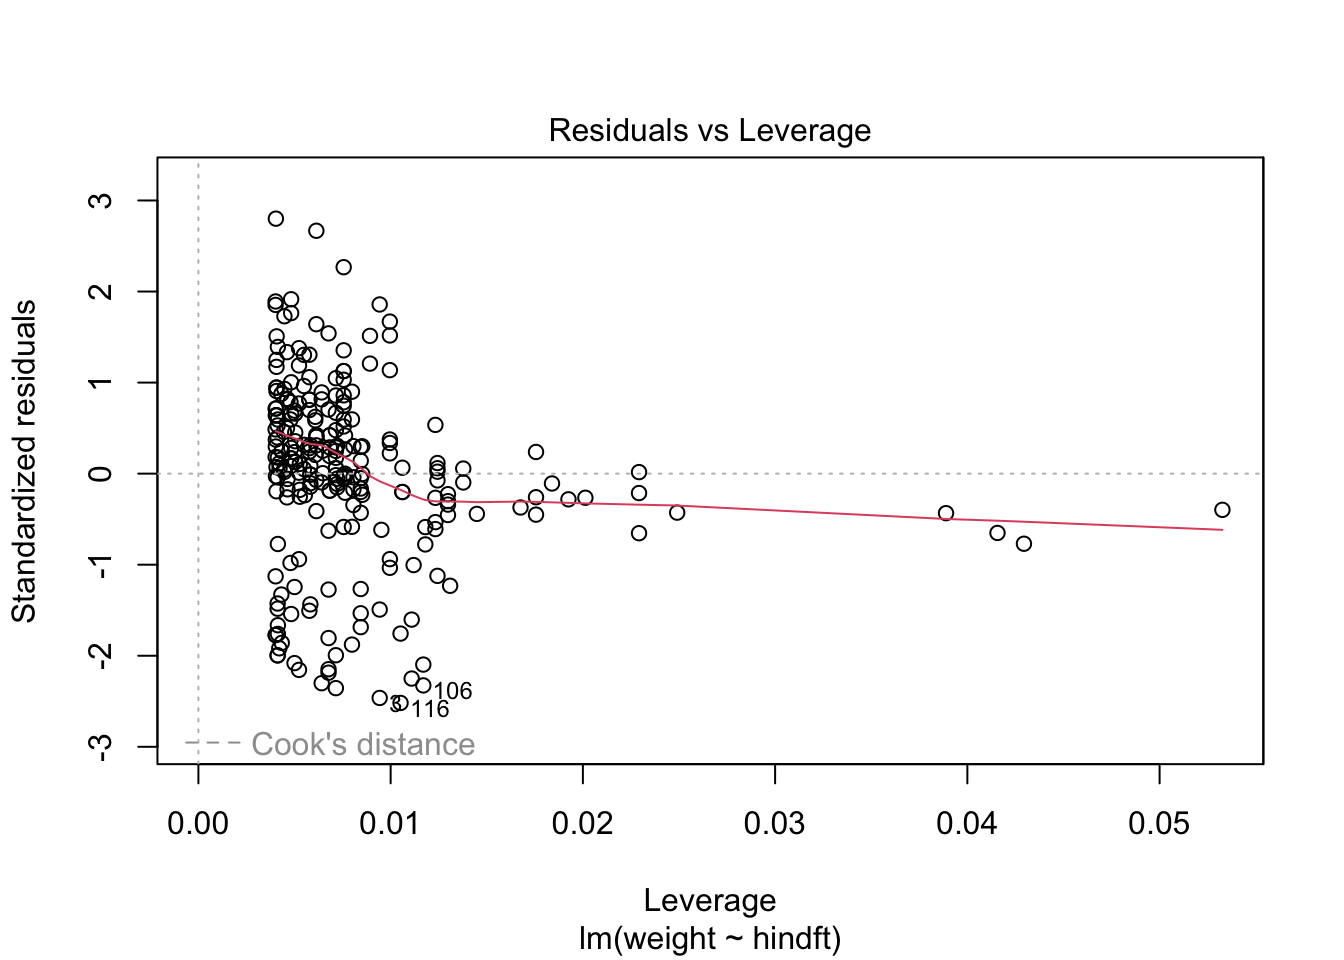 Residuals vs Leverage
Standardized residuals
3
2
1
0
-1
-2
-3
106
3
116
Cook's distance
0.00 0.01 0.02 0.03 0.04 0.05
Leverage
lm(weight ~ hindft)